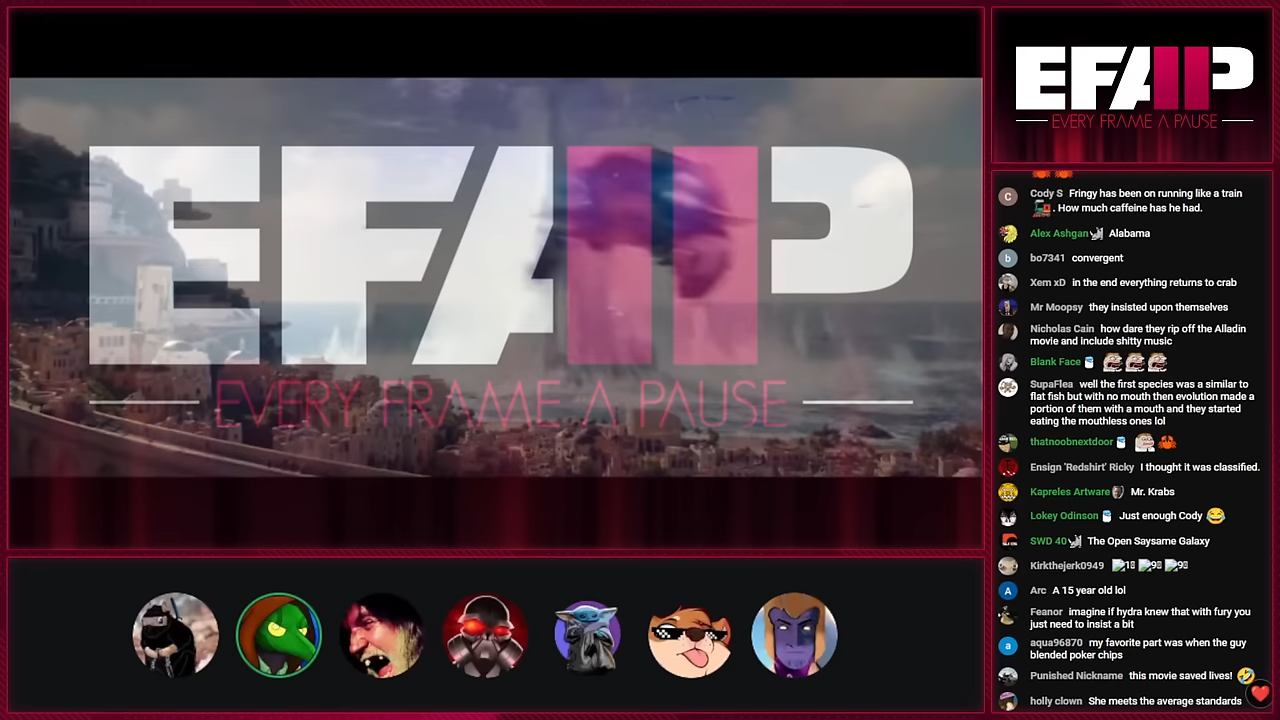 EFAP
EVERY FRAME A PAUSE
EFAP
EVERY FRAME A PAUSE
C
Cody S Fringy has been on running like a train
. How much caffeine has he had.
Alex Ashgan Alabama
b
bo7341 convergent
Xem xD in the end everything returns to crab
Mr Moopsy they insisted upon themselves
Nicholas Cain how dare they rip off the Alladin
movie and include shitty music
Blank Face
SupaFlea well the first species was a similar to
flat fish but with no mouth then evolution made a
portion of them with a mouth and they started
eating the mouthless ones lol
thatnoobnextdoor
Ensign 'Redshirt' Ricky I thought it was classified.
Kapreles Artware Mr. Krabs
Lokey Odinson Just enough Cody
SWD 40 The Open Saysame Galaxy
Kirkthejerk0949
A
Arc A 15 year old lol
Feanor imagine if hydra knew that with fury you
just need to insist a bit
a
aqua96870 my favorite part was when the guy
blended poker chips
Punished Nickname this movie saved lives!
holly clown She meets the average standards